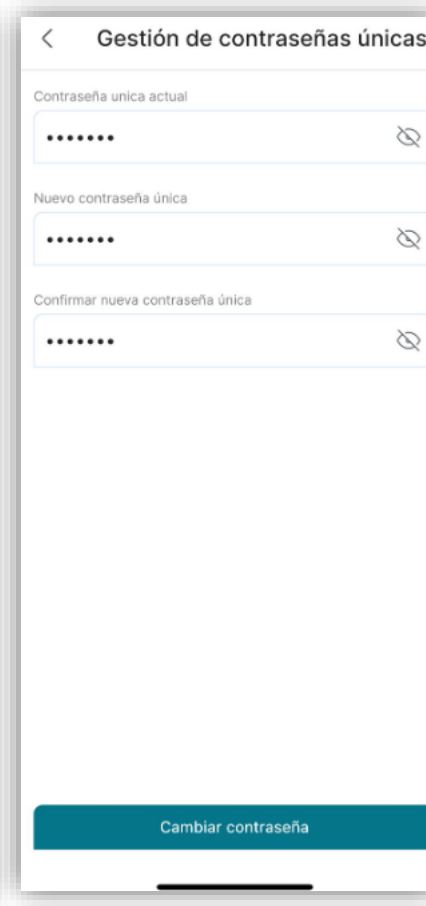 Gestión de contraseñas únicas
Contraseña unica actual
•••••••
Nuevo contraseña única
•••••••
Confirmar nueva contraseña única
•••••••
Cambiar contraseña